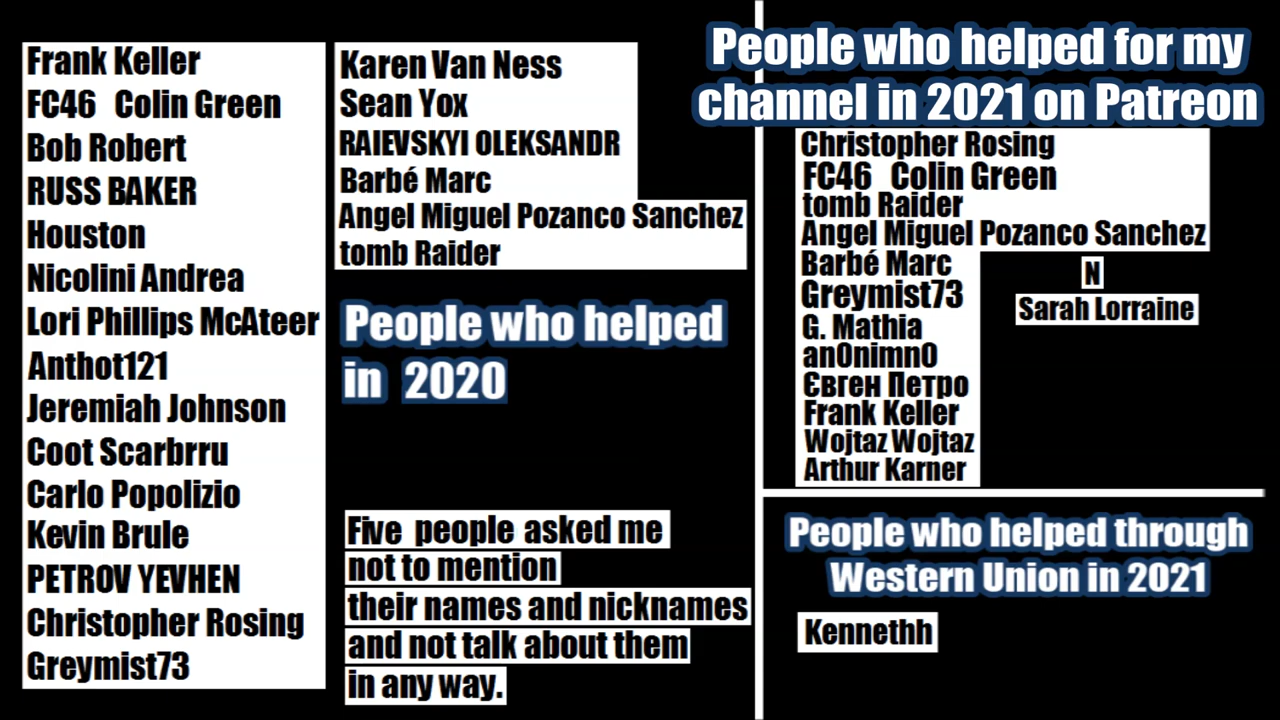 Frank Keller
FC46 Colin Green
Bob Robert
RUSS BAKER
Houston
Nicolini Andrea
Lori Phillips McAteer
Anthot121
Jeremiah Johnson
Coot Scarbrru
Carlo Popolizio
Kevin Brule
PETROV YEVHEN
Christopher Rosing
Greymist73
Karen Van Ness
Sean Yox
RAIEVSKYI OLEKSANDR
Barbé Marc
Angel Miguel Pozanco Sanchez
tomb Raider
People who helped
in 2020
Five people asked me
not to mention
their names and nicknames
and not talk about them
in any way.
People who helped for my
channel in 2021 on Patreon
Christopher Rosing
FC46 Colin Green
tomb Raider
Angel Miguel Pozanco Sanchez
Barbé Marc
Greymist73
G. Mathia
an0nimn0
Євген Петро
Frank Keller
Wojtaz Wojtaz
Arthur Karner
N
Sarah Lorraine
People who helped through
Western Union in 2021
Kennethh